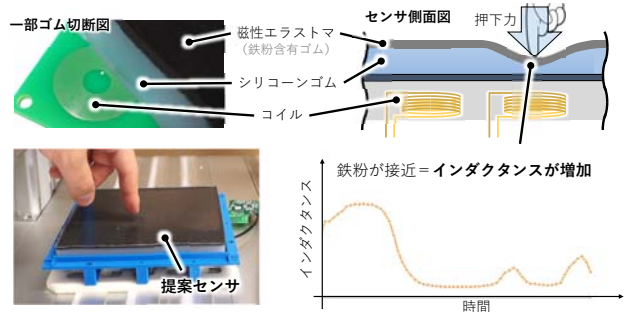 一部ゴム切断図
磁性エラストマ
(鉄粉含有ゴム)
シリコーンゴム
コイル
センサ側面図
押下力
提案センサ
鉄粉が接近＝インダクタンスが増加
インダクタンス
時間